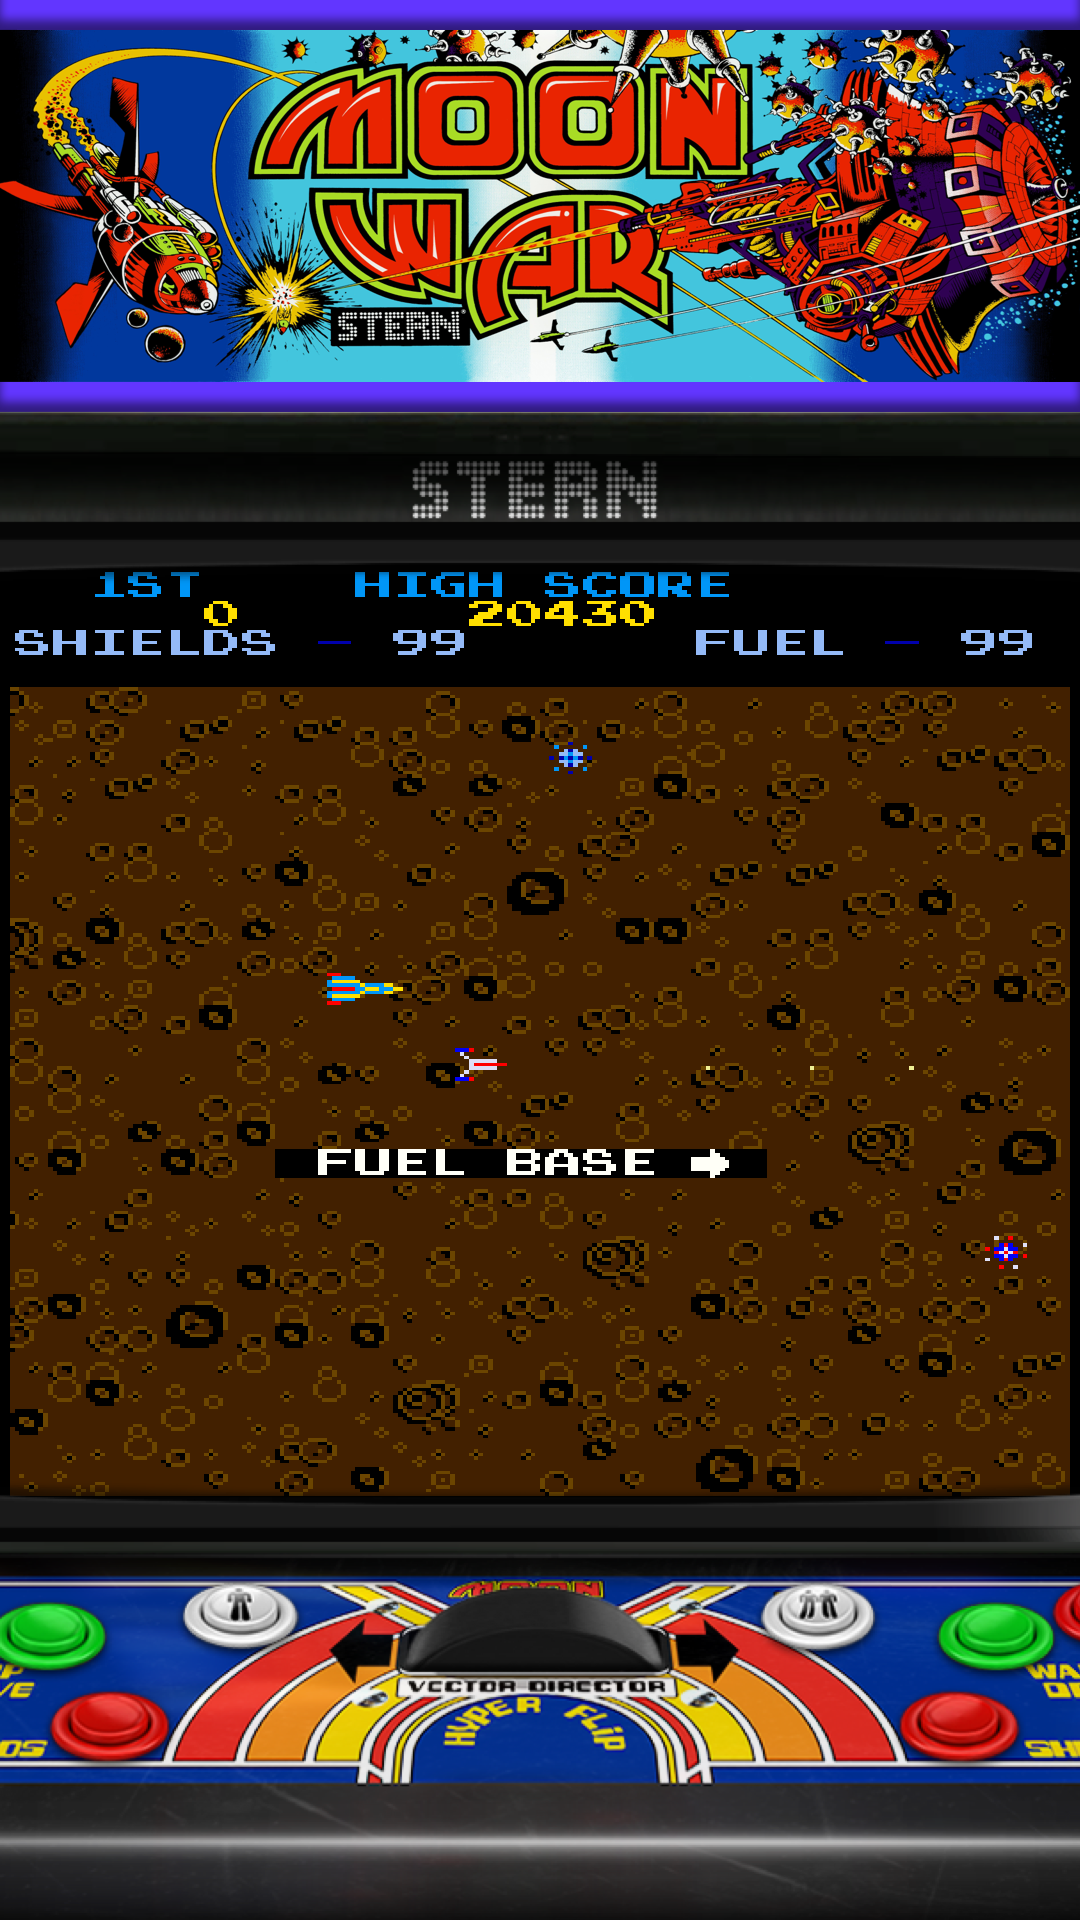 MOON
WAR
STERN
STERN
1ST HIGH SCORE
0 20430
SHIELDS - 99 FUEL - 99
FUEL BASE →
MOON
VECTOR DIRECTOR
HYPER FLIP